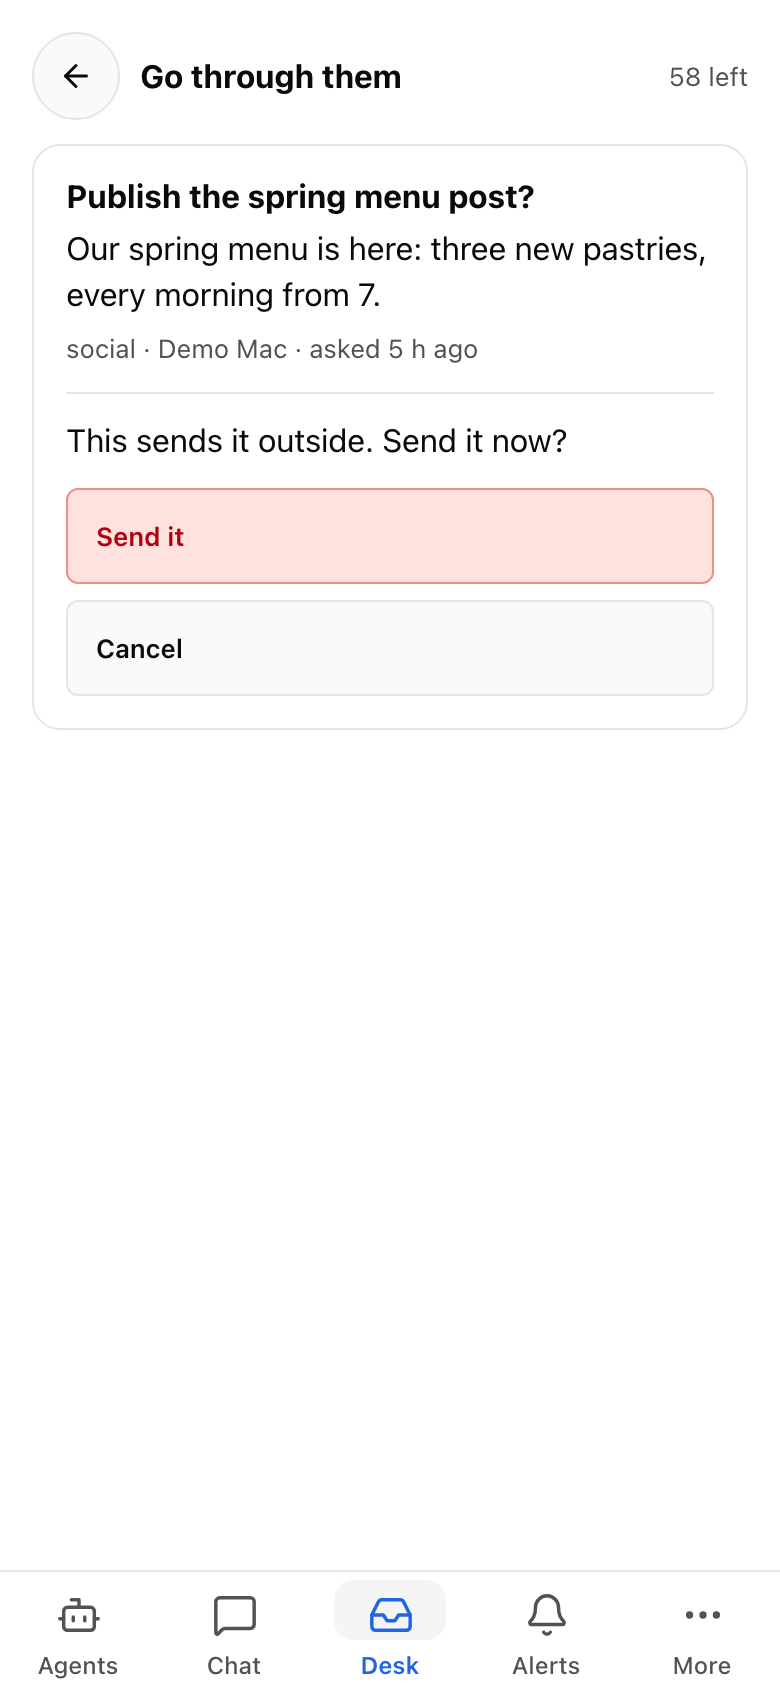 Go through them
58 left
Publish the spring menu post?
Our spring menu is here: three new pastries,
every morning from 7.
social · Demo Mac · asked 5 h ago
This sends it outside. Send it now?
Send it
Cancel
Agents
Chat
Desk
Alerts
More